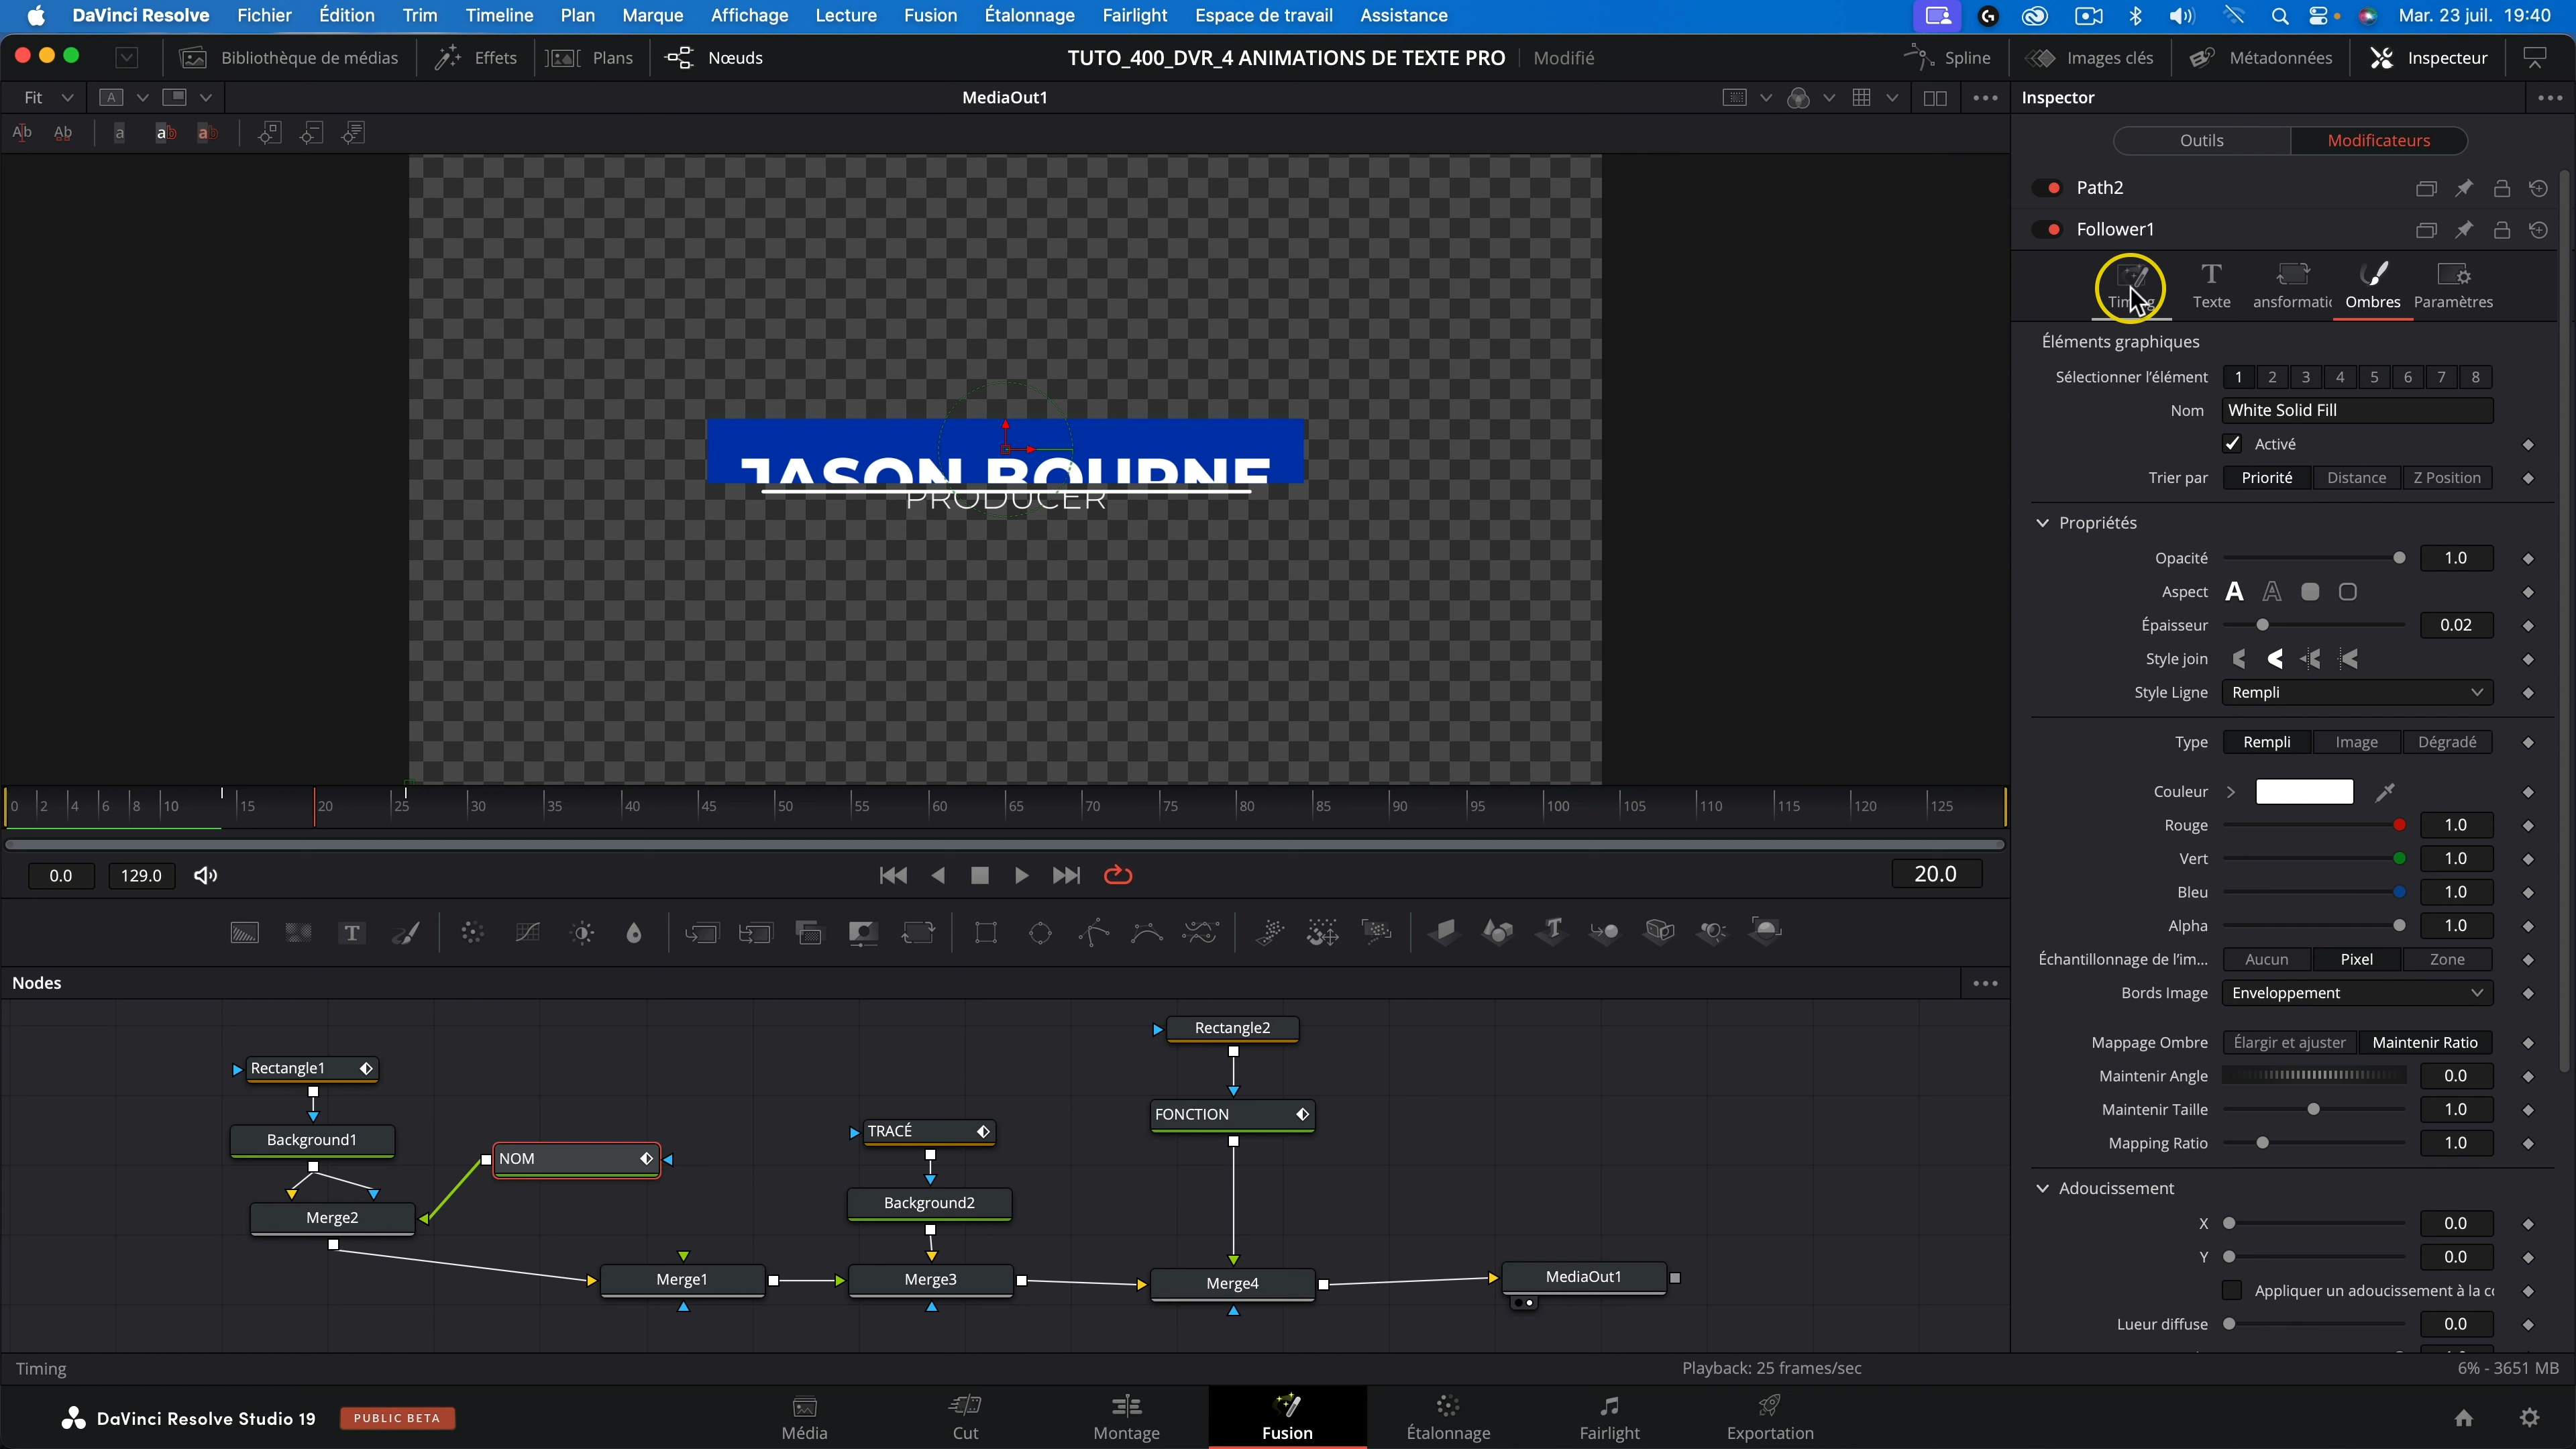 DaVinci Resolve Fichier Édition Trim Timeline Plan Marque Affichage Lecture Fusion Étalonnage Fairlight Espace de travail Assistance Mar. 23 juil. 19:40
Bibliothèque de médias Effets Plans Nœuds TUTO_400_DVR_4 ANIMATIONS DE TEXTE PRO Modifié Spline Images clés Métadonnées Inspecteur
Fit A MediaOut1 Inspector
Outils Modificateurs
Path2
Follower1
Texte ansformatic Ombres Paramètres
Éléments graphiques
Sélectionner l'élément 1 2 3 4 5 6 7 8
Nom White Solid Fill
Activé
Trier par Priorité Distance Z Position
Propriétés
Opacité 1.0
Aspect
Épaisseur 0.02
Style join
Style Ligne Rempli
Type Rempli Image Dégradé
Couleur
Rouge 1.0
Vert 1.0
Bleu 1.0
Alpha 1.0
Échantillonnage de l'im... Aucun Pixel Zone
Bords Image Enveloppement
Mappage Ombre Élargir et ajuster Maintenir Ratio
Maintenir Angle 0.0
Maintenir Taille 1.0
Mapping Ratio 1.0
Adoucissement
X 0.0
Y 0.0
Appliquer un adoucissement à la c
Lueur diffuse 0.0
JASON BOURNE
PRODUCER
0 2 4 6 8 10 15 20 25 30 35 40 45 50 55 60 65 70 75 80 85 90 95 100 105 110 115 120 125
0.0 129.0 20.0
Nodes
Rectangle1
Background1
Merge2
NOM
Merge1
TRACÉ
Background2
Merge3
Rectangle2
FONCTION
Merge4
MediaOut1
Timing Playback: 25 frames/sec 6% - 3651 MB
DaVinci Resolve Studio 19 PUBLIC BETA
Média Cut Montage Fusion Étalonnage Fairlight Exportation